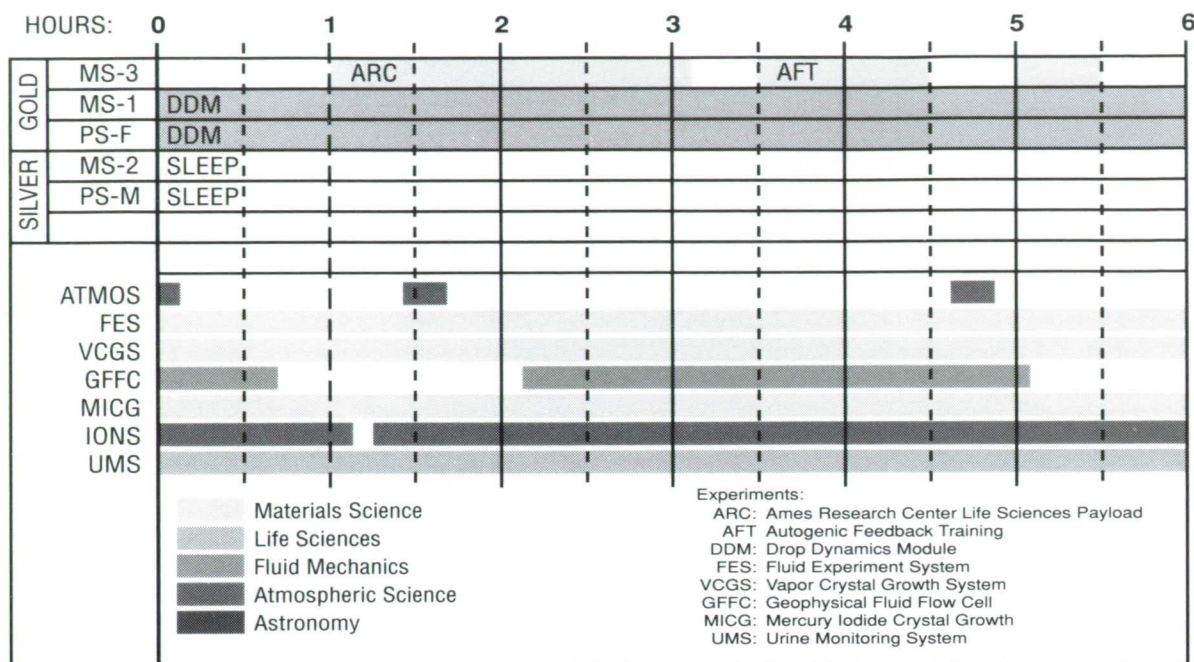 HOURS: 0 1 2 3 4 5 6
GOLD
MS-3 ARC AFT
MS-1 DDM
PS-F DDM
SILVER
MS-2 SLEEP
PS-M SLEEP
ATMOS
FES
VCGS
GFFC
MICG
IONS
UMS
Materials Science
Life Sciences
Fluid Mechanics
Atmospheric Science
Astronomy
Experiments:
ARC: Ames Research Center Life Sciences Payload
AFT Autogenic Feedback Training
DDM: Drop Dynamics Module
FES: Fluid Experiment System
VCGS: Vapor Crystal Growth System
GFFC: Geophysical Fluid Flow Cell
MICG: Mercury Iodide Crystal Growth
UMS: Urine Monitoring System